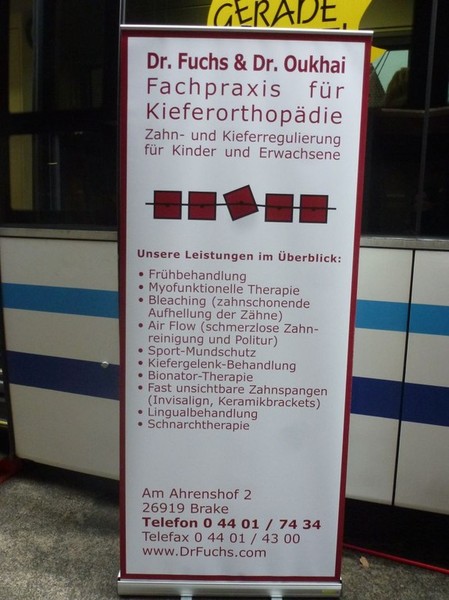 GERADE
Dr. Fuchs & Dr. Oukhai
Fachpraxis für
Kieferorthopädie
Zahn- und Kieferregulierung
für Kinder und Erwachsene
Unsere Leistungen im Überblick:
• Frühbehandlung
• Myofunktionelle Therapie
• Bleaching (zahnschonende
Aufhellung der Zähne)
• Air Flow (schmerzlose Zahn-
reinigung und Politur)
• Sport-Mundschutz
• Kiefergelenk-Behandlung
• Bionator-Therapie
• Fast unsichtbare Zahnspangen
(Invisalign, Keramikbrackets)
• Lingualbehandlung
• Schnarchtherapie
Am Ahrenshof 2
26919 Brake
Telefon 0 44 01 / 74 34
Telefax 0 44 01 / 43 00
www.DrFuchs.com